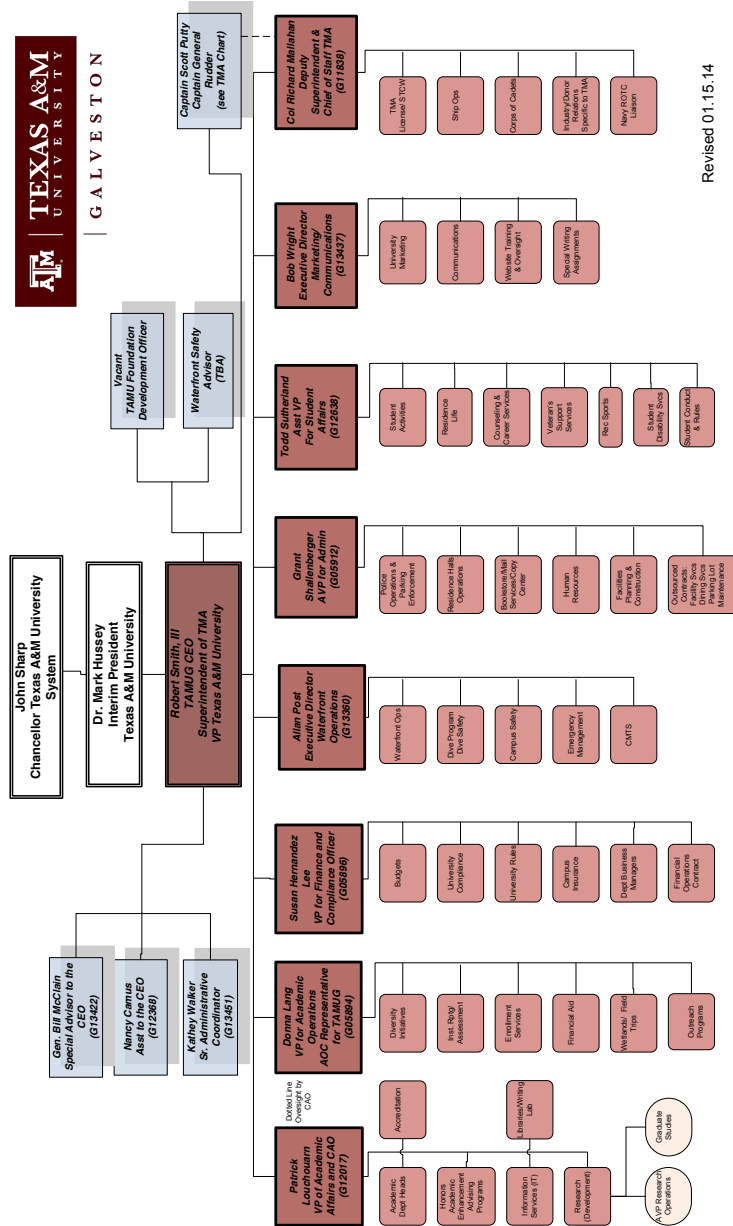 John Sharp
Chancellor Texas A&M University
System
Dr. Mark Hussey
Interim President
Texas A&M University
Robert Smith, III
TAMUG CEO
Superintendent of TMA
VP Texas A&M University
ĀM
TEXAS A&M
UNIVERSITY
GALVESTON
Gen. Bill McClain
Special Advisor to the
CEO
(G13422)
Nancy Camus
Asst to the CEO
(G12368)
Kathey Walker
Sr. Administrative
Coordinator
(G13451)
Vacant
TAMU Foundation
Development Officer
Waterfront Safety
Advisor
(TBA)
Captain Scott Putty
Captain General
Rudder
(see TMA Chart)
Patrick
Louchouarn
VP of Academic
Affairs and CAO
(G12017)
Dotted Line
Oversight by
CAO
Academic
Dept Heads
Accreditation
Honors
Academic
Enhancement
Advising
Programs
Information
Services (IT)
Libraries/Writing
Lab
Research
(Development)
AVP Research
Operations
Graduate
Studies
Donna Lang
VP for Academic
Operations
AOC Representative
for TAMUG
(G05894)
Diversity
Initiatives
Inst. Rptg/
Assessment
Enrollment
Services
Financial Aid
Wetlands/ Field
Trips
Outreach
Programs
Susan Hernandez
Lee
VP for Finance and
Compliance Officer
(G05896)
Budgets
University
Compliance
University Rules
Campus
Insurance
Dept Business
Managers
Financial
Operations
Contract
Allan Post
Executive Director
Waterfront
Operations
(G13360)
Waterfront Ops
Dive Program
Dive Safety
Campus Safety
Emergency
Management
CMTS
Grant
Shallenberger
AVP for Admin
(G05912)
Police
Operations &
Parking
Enforcement
Residence Halls
Operations
Bookstore/Mail
Services/Copy
Center
Human
Resources
Facilities
Planning &
Construction
Outsourced
Contracts:
Facility Svcs
Dining Svcs
Parking Lot
Maintenance
Todd Sutherland
Asst VP
For Student
Affairs
(G12638)
Student
Activities
Residence
Life
Counseling &
Career Services
Veteran's
Support
Services
Rec Sports
Student
Disability Svcs
Student Conduct
& Rules
Bob Wright
Executive Director
Marketing/
Communications
(G13437)
University
Marketing
Communications
Website Training
& Oversight
Special Writing
Assignments
Col Richard Mallahan
Deputy
Superintendent &
Chief of Staff TMA
(G11838)
TMA
License/ STCW
Ship Ops
Corps of Cadets
Industry/Donor
Relations
Specific to TMA
Navy ROTC
Liaison
Revised 01.15.14